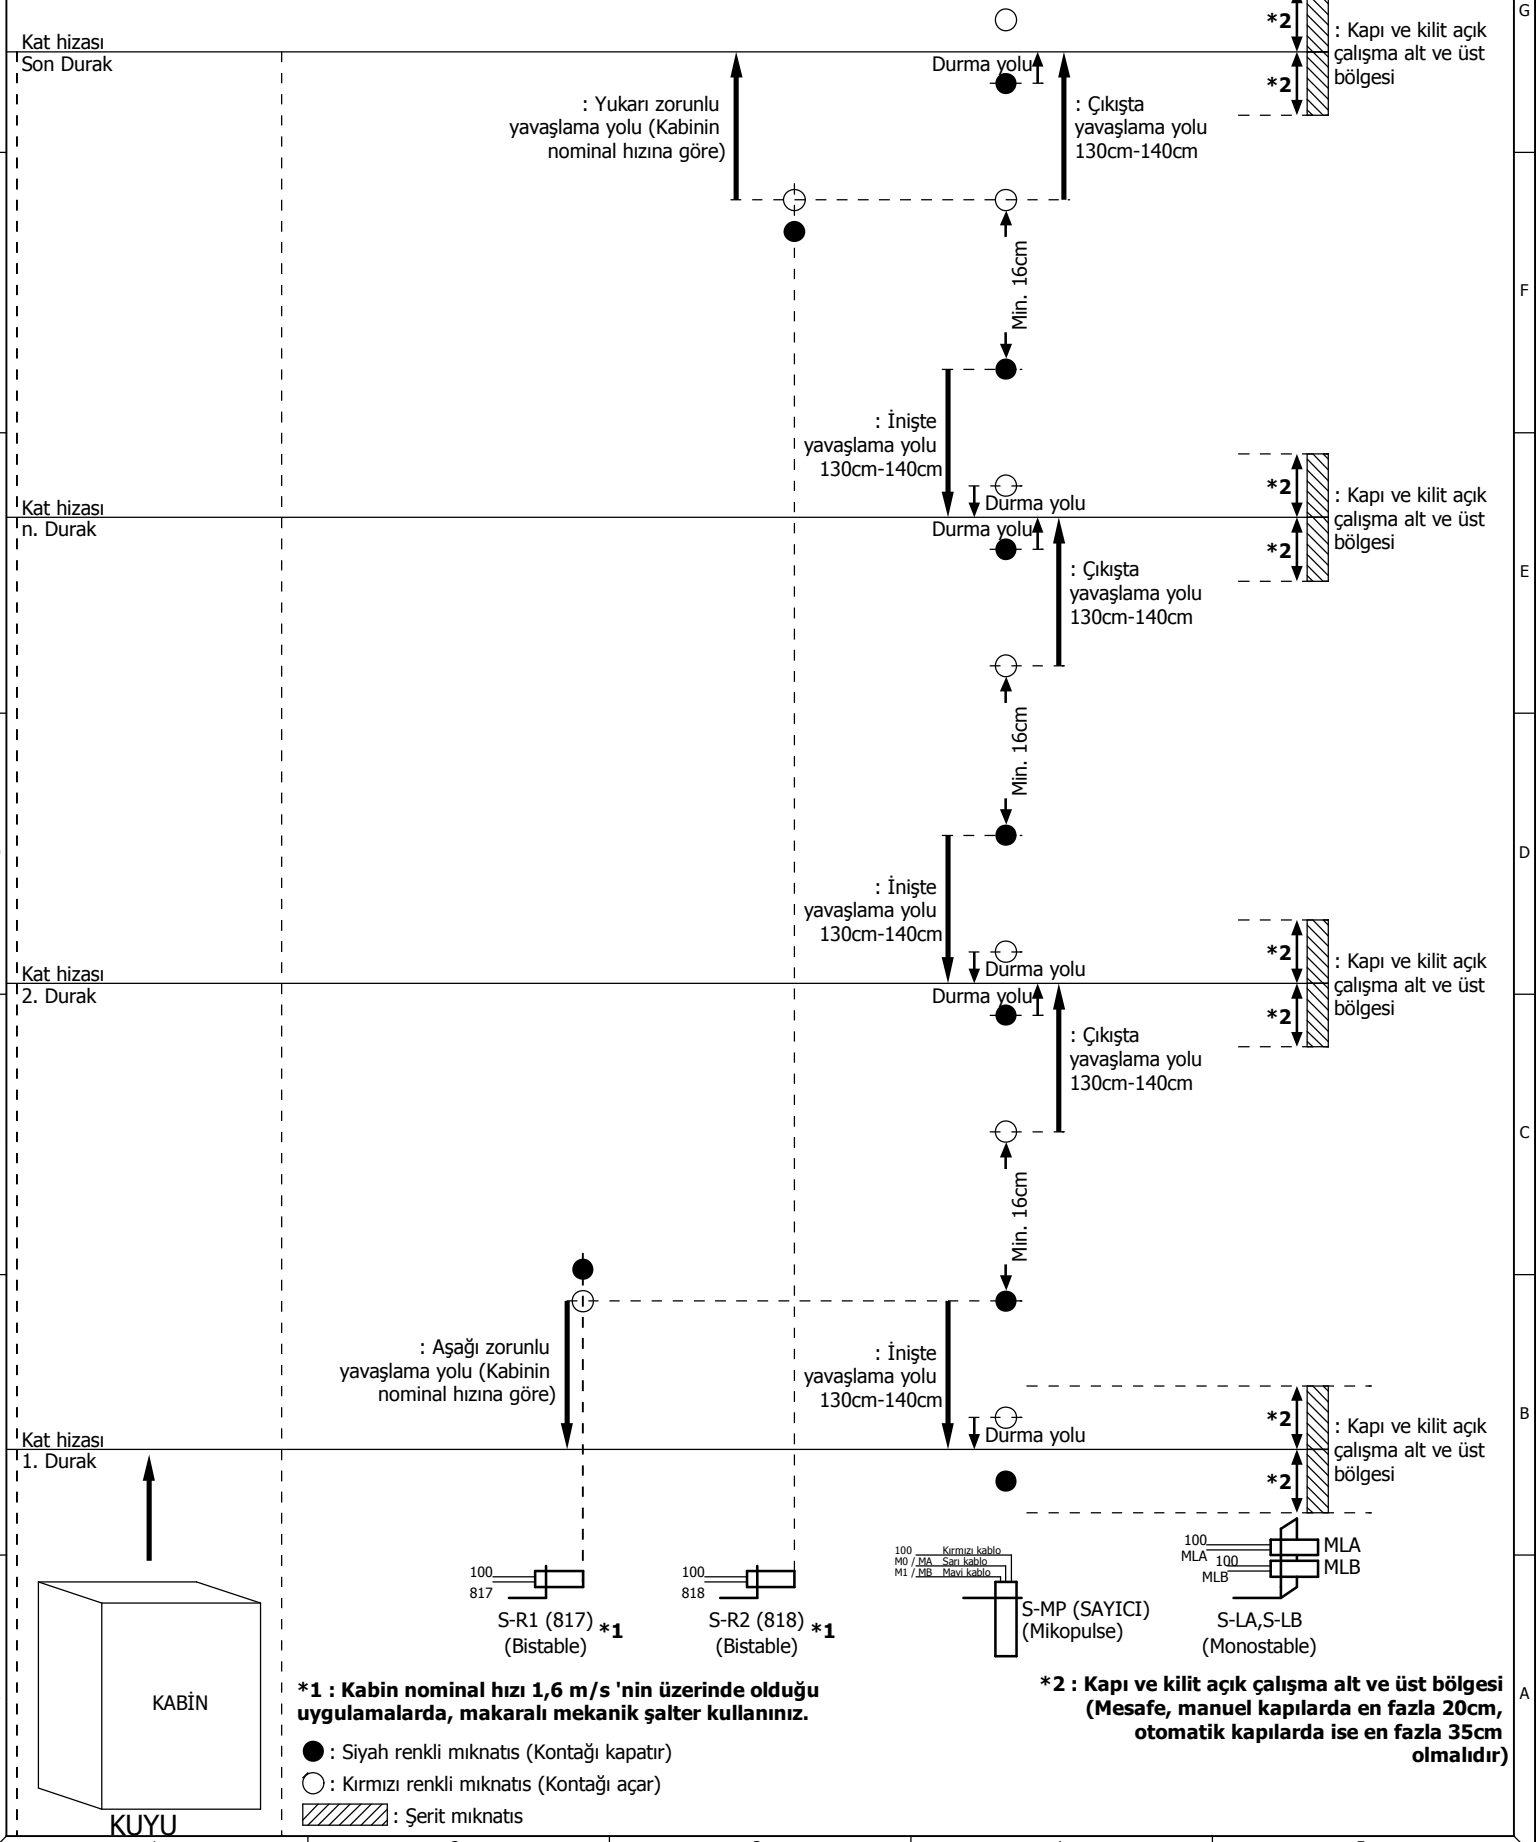 G
*2
: Kapı ve kilit açık
çalışma alt ve üst
bölgesi
Kat hizası
Son Durak
Durma yolu
*2
: Yukarı zorunlu
yavaşlama yolu (Kabinin
nominal hızına göre)
: Çıkışta
yavaşlama yolu
130cm-140cm
Min. 16cm
F
: İnişte
yavaşlama yolu
130cm-140cm
*2
Kat hizası
n. Durak
Durma yolu
Durma yolu
: Kapı ve kilit açık
çalışma alt ve üst
bölgesi
*2
E
: Çıkışta
yavaşlama yolu
130cm-140cm
Min. 16cm
D
: İnişte
yavaşlama yolu
130cm-140cm
*2
Kat hizası
2. Durak
Durma yolu
Durma yolu
: Kapı ve kilit açık
çalışma alt ve üst
bölgesi
*2
: Çıkışta
yavaşlama yolu
130cm-140cm
C
Min. 16cm
: Aşağı zorunlu
yavaşlama yolu (Kabinin
nominal hızına göre)
: İnişte
yavaşlama yolu
130cm-140cm
*2
B
Kat hizası
1. Durak
Durma yolu
: Kapı ve kilit açık
çalışma alt ve üst
bölgesi
*2
100
817
S-R1 (817) *1
(Bistable)
100
818
S-R2 (818) *1
(Bistable)
100 Kırmızı kablo
M0 / MA Sarı kablo
M1 / MB Mavi kablo
S-MP (SAYICI)
(Mikopulse)
100
MLA
100
MLB
MLA
MLB
S-LA,S-LB
(Monostable)
KABİN
KUYU
*1 : Kabin nominal hızı 1,6 m/s 'nin üzerinde olduğu
uygulamalarda, makaralı mekanik şalter kullanınız.
: Siyah renkli mıknatıs (Kontağı kapatır)
: Kırmızı renkli mıknatıs (Kontağı açar)
: Şerit mıknatıs
*2 : Kapı ve kilit açık çalışma alt ve üst bölgesi
(Mesafe, manuel kapılarda en fazla 20cm,
otomatik kapılarda ise en fazla 35cm
olmalıdır)
A